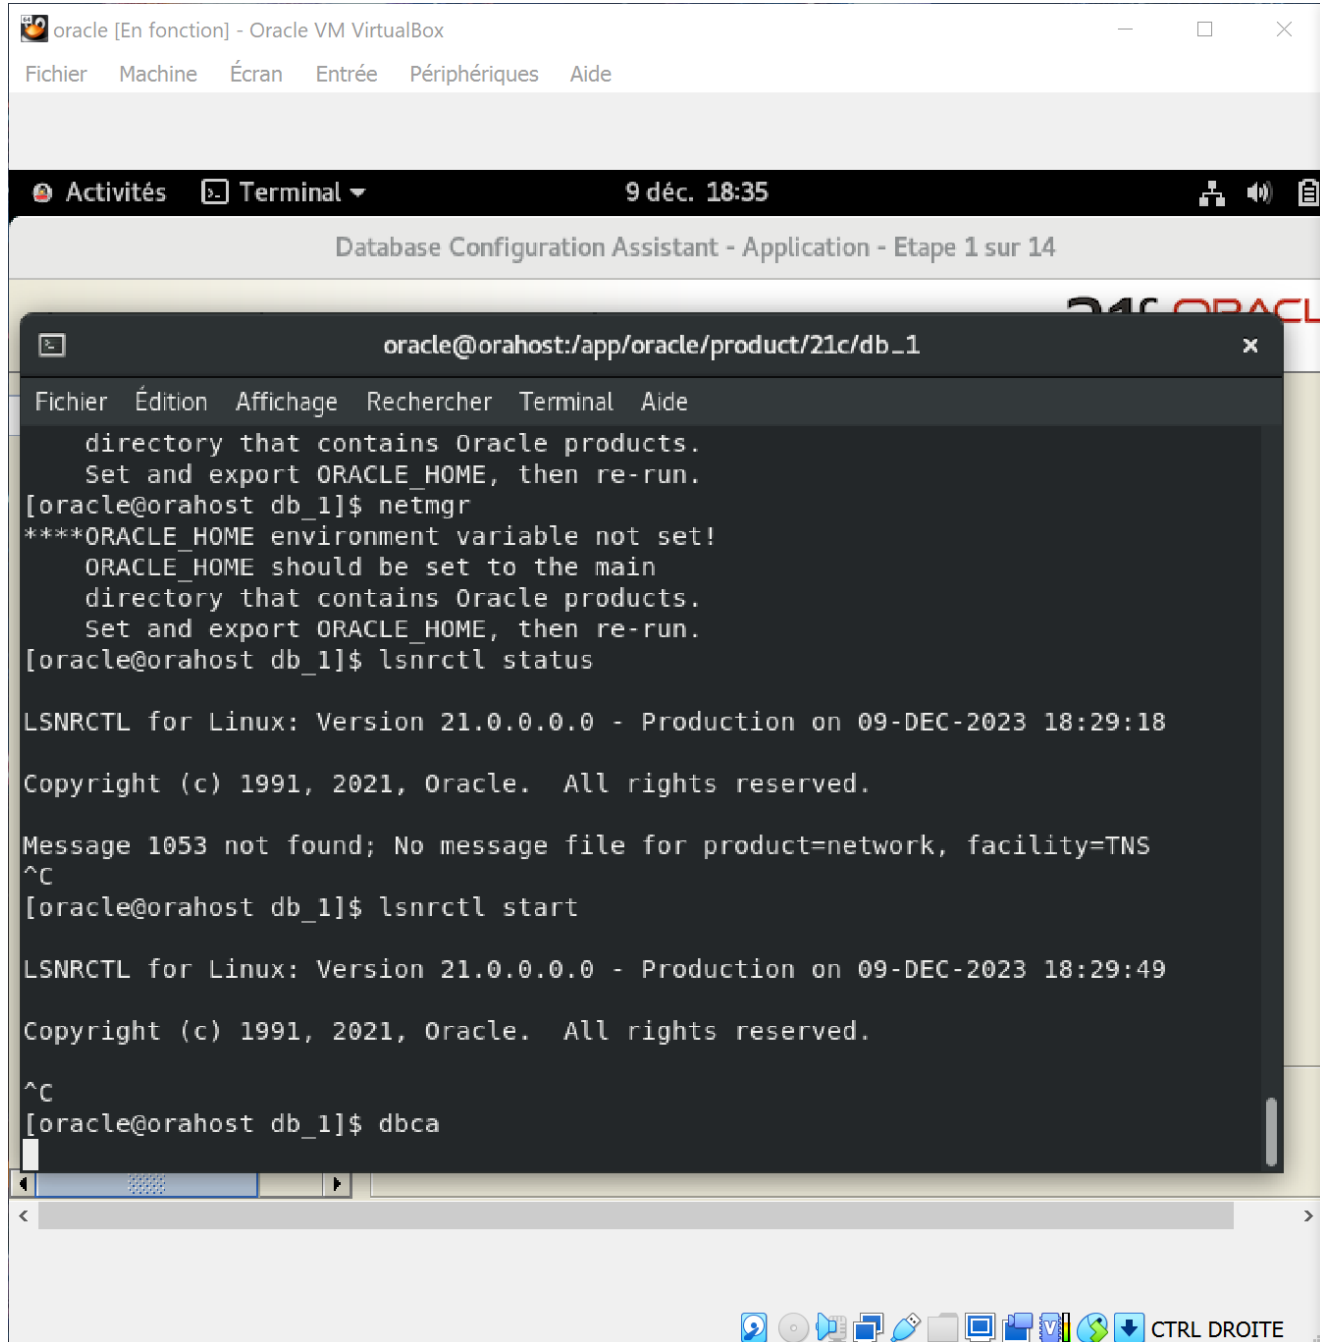 oracle [En fonction] - Oracle VM VirtualBox
Fichier Machine Écran Entrée Périphériques Aide
Activités Terminal 9 déc. 18:35
Database Configuration Assistant - Application - Etape 1 sur 14
oracle@orahost:/app/oracle/product/21c/db_1
Fichier Édition Affichage Rechercher Terminal Aide
directory that contains Oracle products.
Set and export ORACLE_HOME, then re-run.
[oracle@orahost db_1]$ netmgr
****ORACLE_HOME environment variable not set!
ORACLE_HOME should be set to the main
directory that contains Oracle products.
Set and export ORACLE_HOME, then re-run.
[oracle@orahost db_1]$ lsnrctl status
LSNRCTL for Linux: Version 21.0.0.0.0 - Production on 09-DEC-2023 18:29:18
Copyright (c) 1991, 2021, Oracle.  All rights reserved.
Message 1053 not found; No message file for product=network, facility=TNS
^C
[oracle@orahost db_1]$ lsnrctl start
LSNRCTL for Linux: Version 21.0.0.0.0 - Production on 09-DEC-2023 18:29:49
Copyright (c) 1991, 2021, Oracle.  All rights reserved.
^C
[oracle@orahost db_1]$ dbca
CTRL DROITE